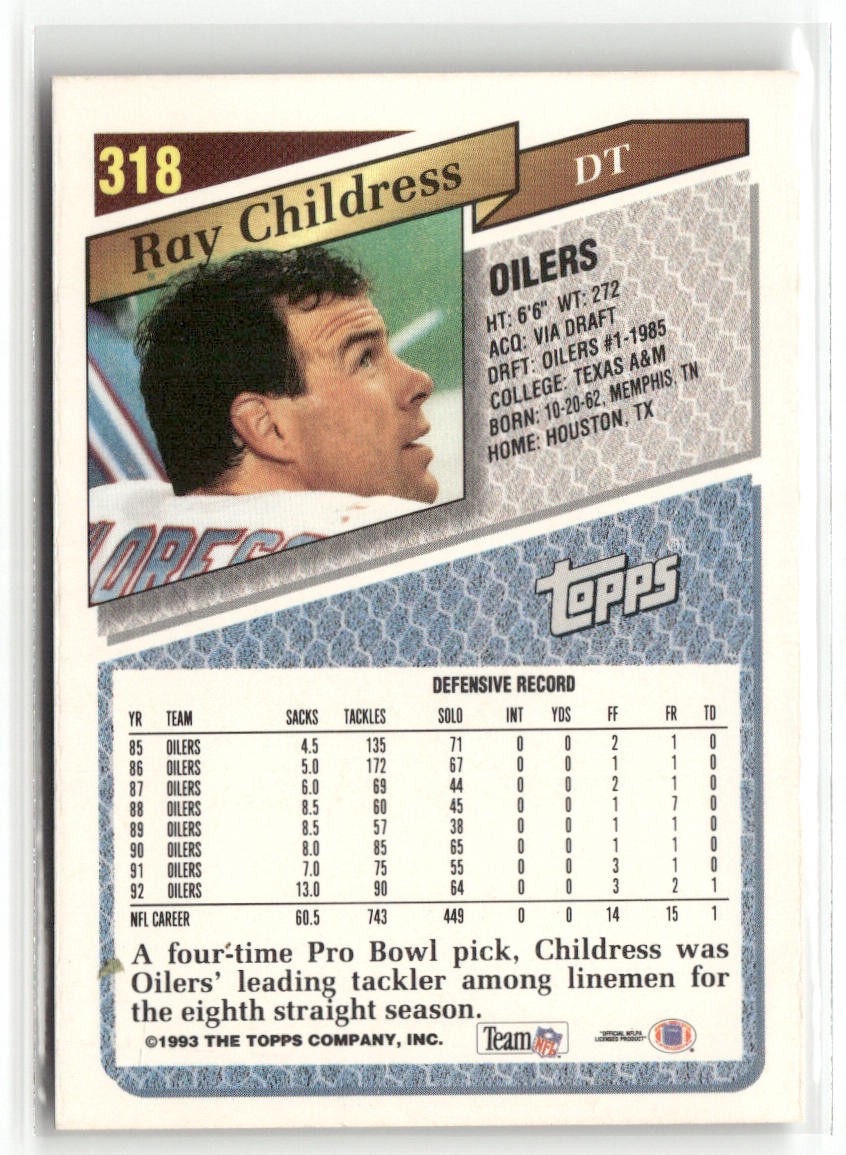 318
Ray Childress
DT
OILERS
HT: 6'6" WT: 272
ACQ: VIA DRAFT
DRFT: OILERS #1-1985
COLLEGE: TEXAS A&M
BORN: 10-20-62, MEMPHIS, TN
HOME: HOUSTON, TX
topps
DEFENSIVE RECORD
YR TEAM SACKS TACKLES SOLO INT YDS FF FR TD
85 OILERS 4.5 135 71 0 0 2 1 0
86 OILERS 5.0 172 67 0 0 1 1 0
87 OILERS 6.0 69 44 0 0 2 1 0
88 OILERS 8.5 60 45 0 0 1 7 0
89 OILERS 8.5 57 38 0 0 1 1 0
90 OILERS 8.0 85 65 0 0 1 1 0
91 OILERS 7.0 75 55 0 0 3 1 0
92 OILERS 13.0 90 64 0 0 3 2 1
NFL CAREER 60.5 743 449 0 0 14 15 1
A four-time Pro Bowl pick, Childress was
Oilers' leading tackler among linemen for
the eighth straight season.
©1993 THE TOPPS COMPANY, INC.
Team NFL
"OFFICIAL NFLPA
LICENSED PRODUCT"